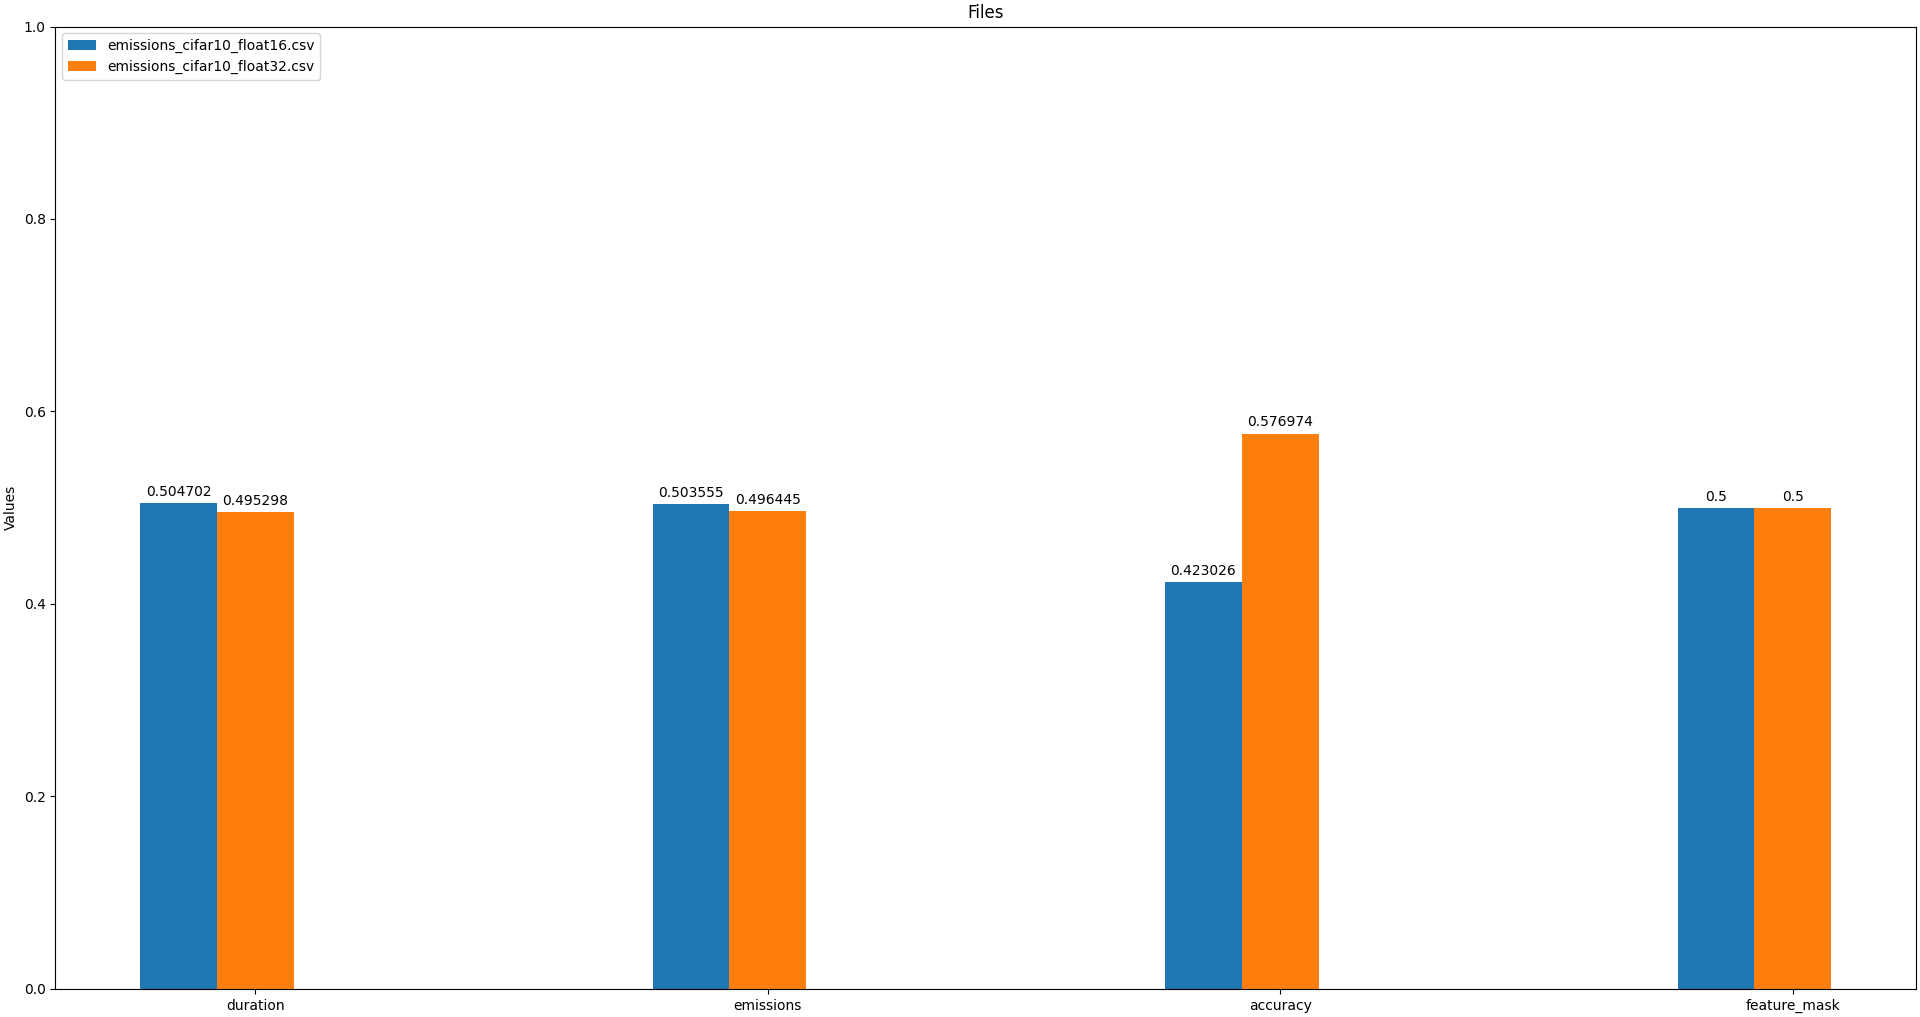 Files
emissions_cifar10_float16.csv
emissions_cifar10_float32.csv
Values
1.0
0.8
0.6
0.4
0.2
0.0
0.504702
0.495298
0.503555
0.496445
0.423026
0.576974
0.5
0.5
duration
emissions
accuracy
feature_mask